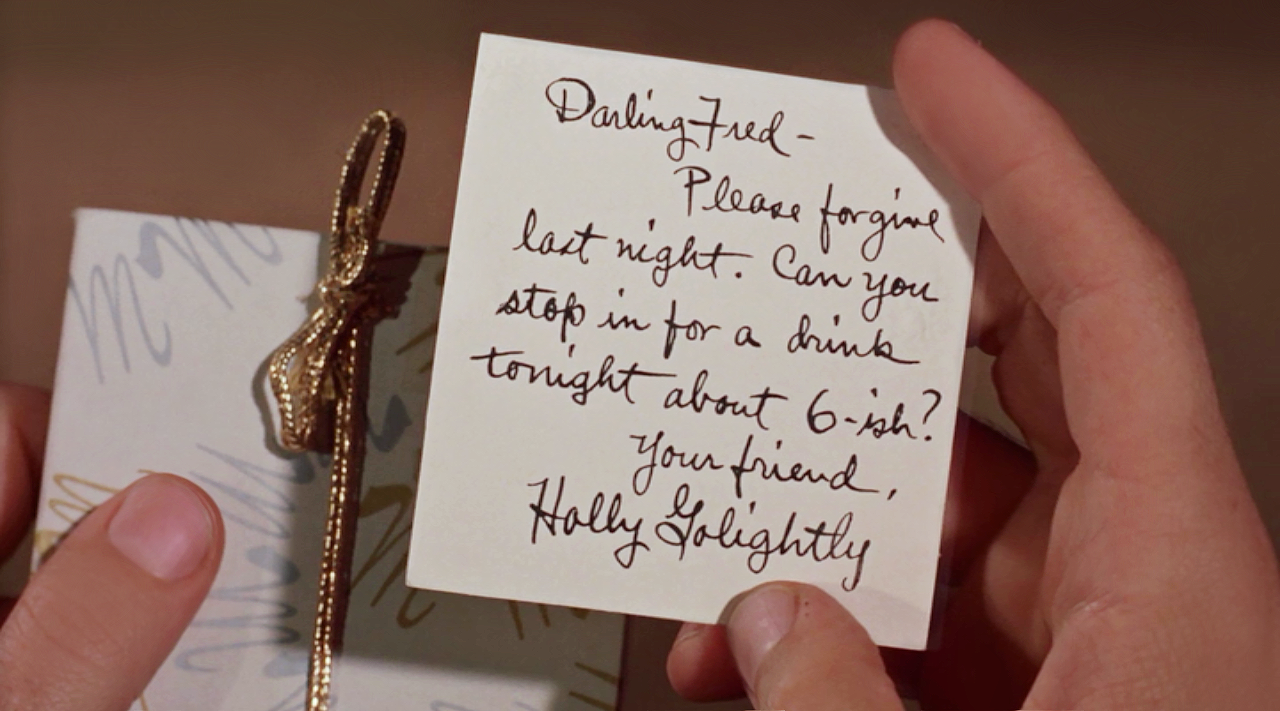 Darling Fred-
Please forgive
last night. Can you
stop in for a drink
tonight about 6-ish?
Your friend,
Holly Golightly